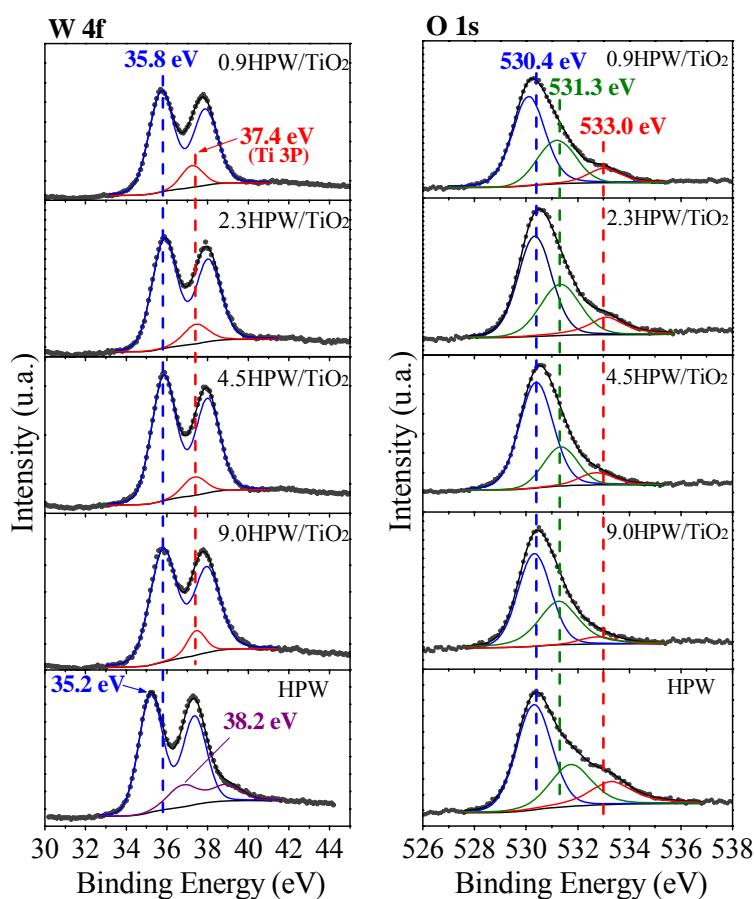 W 4f
35.8 eV
0.9HPW/TiO2
37.4 eV
(Ti 3P)
2.3HPW/TiO2
4.5HPW/TiO2
9.0HPW/TiO2
HPW
35.2 eV
38.2 eV
30 32 34 36 38 40 42 44
Binding Energy (eV)
Intensity (u.a.)
O 1s
0.9HPW/TiO2
530.4 eV
531.3 eV
533.0 eV
2.3HPW/TiO2
4.5HPW/TiO2
9.0HPW/TiO2
HPW
526 528 530 532 534 536 538
Binding Energy (eV)
Intensity (u.a.)